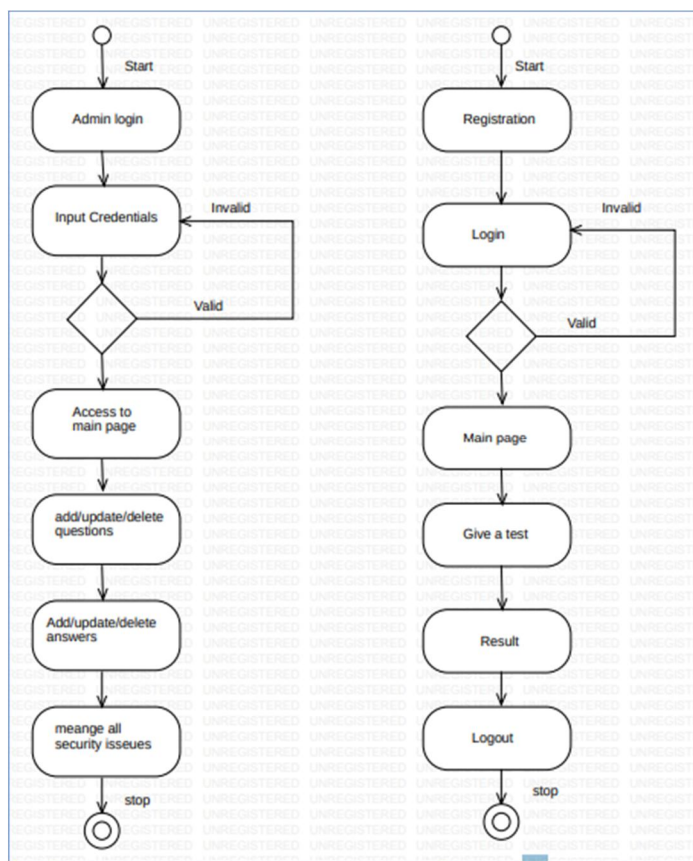 Start
Admin login
Input Credentials
Invalid
Valid
Access to
main page
add/update/delete
questions
Add/update/delete
answers
meange all
security isseues
stop
Start
Registration
Login
Invalid
Valid
Main page
Give a test
Result
Logout
stop
UNREGISTERED